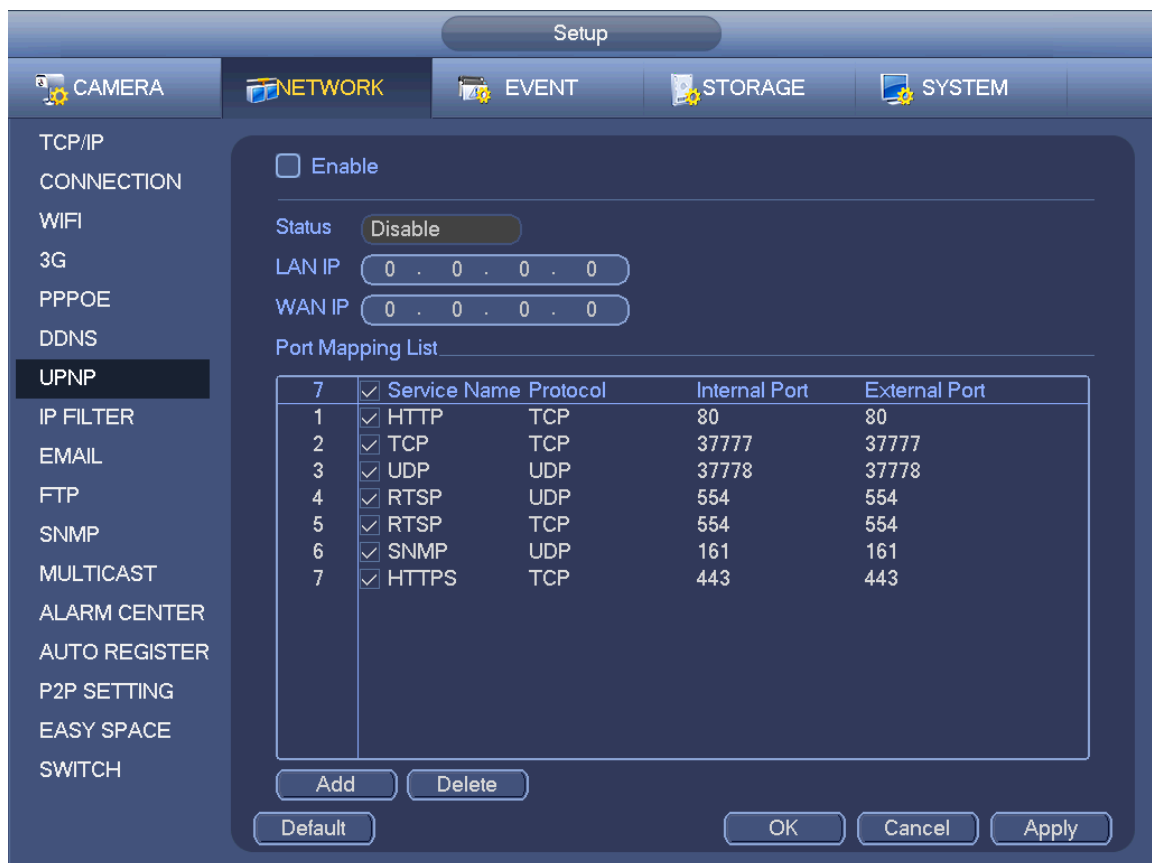 Setup
CAMERA NETWORK EVENT STORAGE SYSTEM
TCP/IP
CONNECTION
WIFI
3G
PPPOE
DDNS
UPNP
IP FILTER
EMAIL
FTP
SNMP
MULTICAST
ALARM CENTER
AUTO REGISTER
P2P SETTING
EASY SPACE
SWITCH
Enable
Status Disable
LAN IP 0 . 0 . 0 . 0
WAN IP 0 . 0 . 0 . 0
Port Mapping List
7 Service Name Protocol Internal Port External Port
1 HTTP TCP 80 80
2 TCP TCP 37777 37777
3 UDP UDP 37778 37778
4 RTSP UDP 554 554
5 RTSP TCP 554 554
6 SNMP UDP 161 161
7 HTTPS TCP 443 443
Add Delete
Default OK Cancel Apply